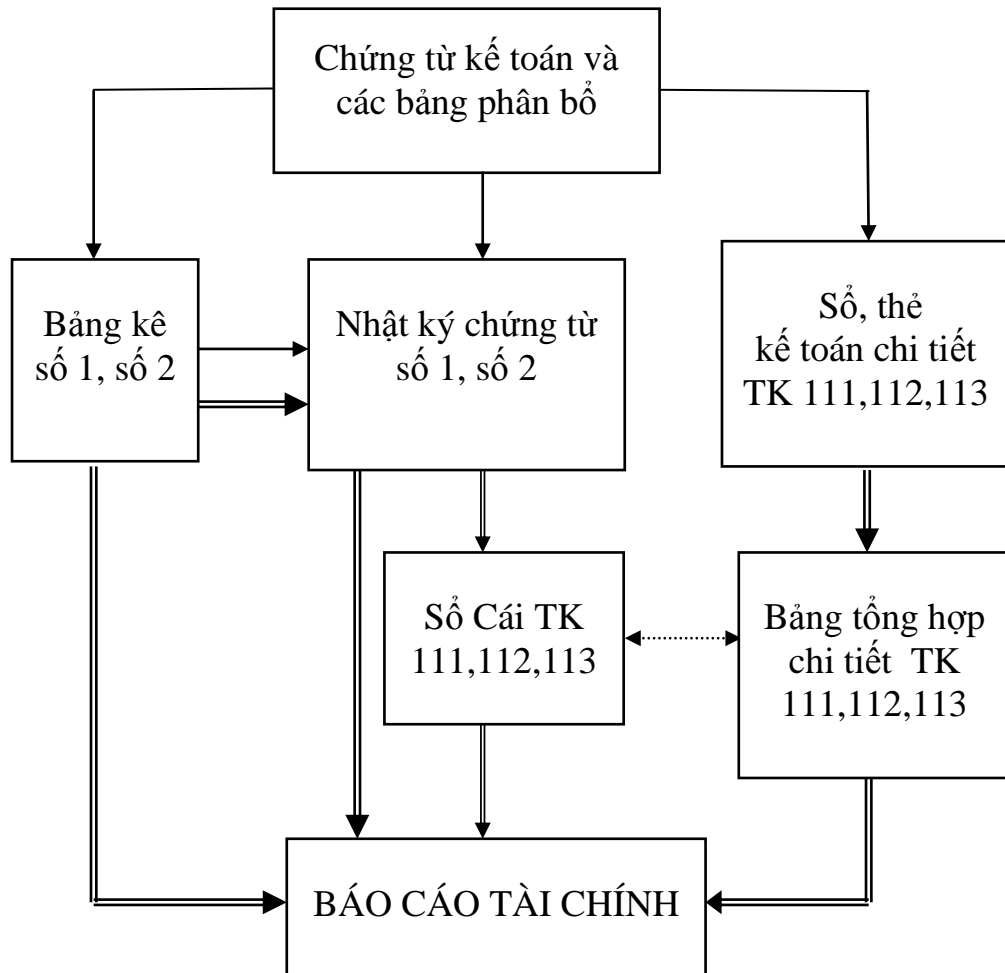 Chứng từ kế toán và
các bảng phân bổ
Bảng kê
số 1, số 2
Nhật ký chứng từ
số 1, số 2
Sổ, thẻ
kế toán chi tiết
TK 111,112,113
Sổ Cái TK
111,112,113
Bảng tổng hợp
chi tiết TK
111,112,113
BÁO CÁO TÀI CHÍNH